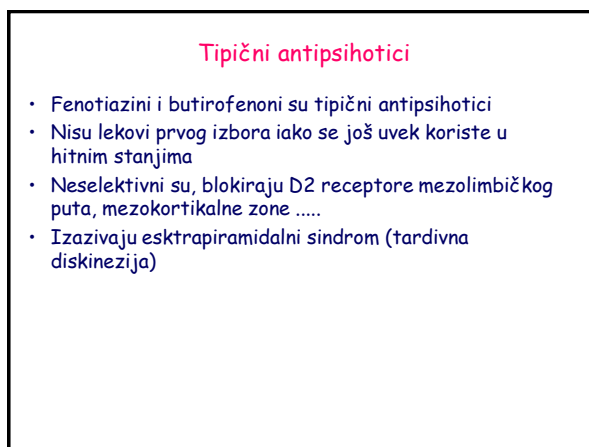 Tipični antipsihotici
• Fenotiazini i butirofenoni su tipični antipsihotici
• Nisu lekovi prvog izbora iako se još uvek koriste u
hitnim stanjima
• Neselektivni su, blokiraju D2 receptore mezolimbičkog
puta, mezokortikalne zone .....
• Izazivaju esktrapiramidalni sindrom (tardivna
diskinezija)